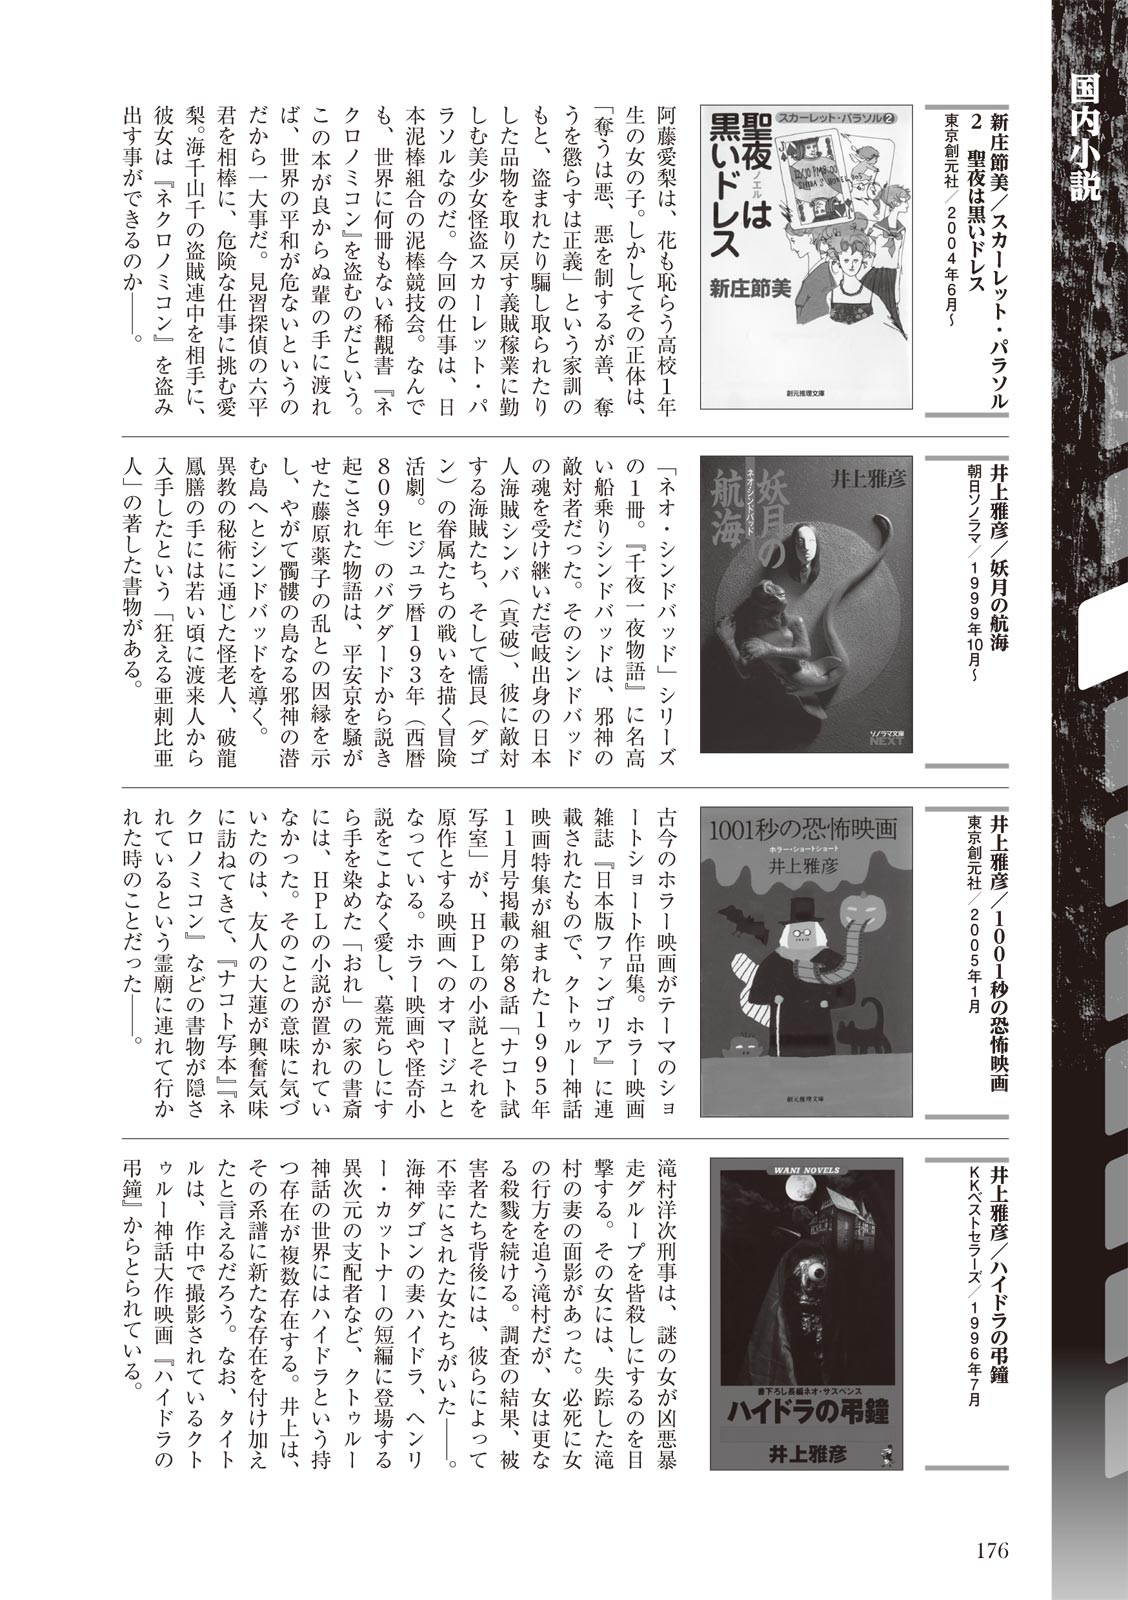 国内小説
新庄節美／スカーレット・パラソル
2　聖夜は黒いドレス
東京創元社／2004年6月〜
スカーレット・パラソル2
聖夜は
ノエル
黒いドレス
新庄節美
創元推理文庫
阿藤愛梨は、花も恥らう高校1年
生の女の子。しかしてその正体は、
「奪うは悪、悪を制するが善、奪
うを懲らすは正義」という家訓の
もと、盗まれたり騙し取られたり
した品物を取り戻す義賊稼業に勤
しむ美少女怪盗スカーレット・パ
ラソルなのだ。今回の仕事は、日
本泥棒組合の泥棒競技会。なんで
も、世界に何冊もない稀覯書『ネ
クロノミコン』を盗むのだという。
この本が良からぬ輩の手に渡れ
ば、世界の平和が危ないというの
だから一大事だ。見習探偵の六平
君を相棒に、危険な仕事に挑む愛
梨。海千山千の盗賊連中を相手に、
彼女は『ネクロノミコン』を盗み
出す事ができるのか――。
井上雅彦／妖月の航海
朝日ソノラマ／1999年10月〜
井上雅彦
妖月の
ネオ・シンドバッド
航海
ソノラマ文庫
NEXT
「ネオ・シンドバッド」シリーズ
の1冊。『千夜一夜物語』に名高
い船乗りシンドバッドは、邪神の
敵対者だった。そのシンドバッド
の魂を受け継いだ壱岐出身の日本
人海賊シンバ（真破）、彼に敵対
する海賊たち、そして懦艮（ダゴ
ン）の眷属たちの戦いを描く冒険
活劇。ヒジュラ暦193年（西暦
809年）のバグダードから説き
起こされた物語は、平安京を騒が
せた藤原薬子の乱との因縁を示
し、やがて髑髏の島なる邪神の潜
む島へとシンドバッドを導く。
異教の秘術に通じた怪老人、破龍
鳳膳の手には若い頃に渡来人から
入手したという「狂える亜剌比亜
人」の著した書物がある。
井上雅彦／1001秒の恐怖映画
東京創元社／2005年1月
1001秒の恐怖映画
ホラー・ショートショート
井上雅彦
創元推理文庫
古今のホラー映画がテーマのショ
ートショート作品集。ホラー映画
雑誌『日本版ファンゴリア』に連
載されたもので、クトゥルー神話
映画特集が組まれた1995年
11月号掲載の第8話「ナコト試
写室」が、HPLの小説とそれを
原作とする映画へのオマージュと
なっている。ホラー映画や怪奇小
説をこよなく愛し、墓荒らしにす
ら手を染めた「おれ」の家の書斎
には、HPLの小説が置かれてい
なかった。そのことの意味に気づ
いたのは、友人の大蓮が興奮気味
に訪ねてきて、『ナコト写本』『ネ
クロノミコン』などの書物が隠さ
れているという霊廟に連れて行か
れた時のことだった――。
井上雅彦／ハイドラの弔鐘
KKベストセラーズ／1996年7月
WANI NOVELS
書下ろし長編ネオ・サスペンス
ハイドラの弔鐘
井上雅彦
滝村洋次刑事は、謎の女が凶悪暴
走グループを皆殺しにするのを目
撃する。その女には、失踪した滝
村の妻の面影があった。必死に女
の行方を追う滝村だが、女は更な
る殺戮を続ける。調査の結果、被
害者たち背後には、彼らによって
不幸にされた女たちがいた――。
海神ダゴンの妻ハイドラ、ヘンリ
ー・カットナーの短編に登場する
異次元の支配者など、クトゥルー
神話の世界にはハイドラという持
つ存在が複数存在する。井上は、
その系譜に新たな存在を付け加え
たと言えるだろう。なお、タイト
ルは、作中で撮影されているクト
ゥルー神話大作映画『ハイドラの
弔鐘』からとられている。
176